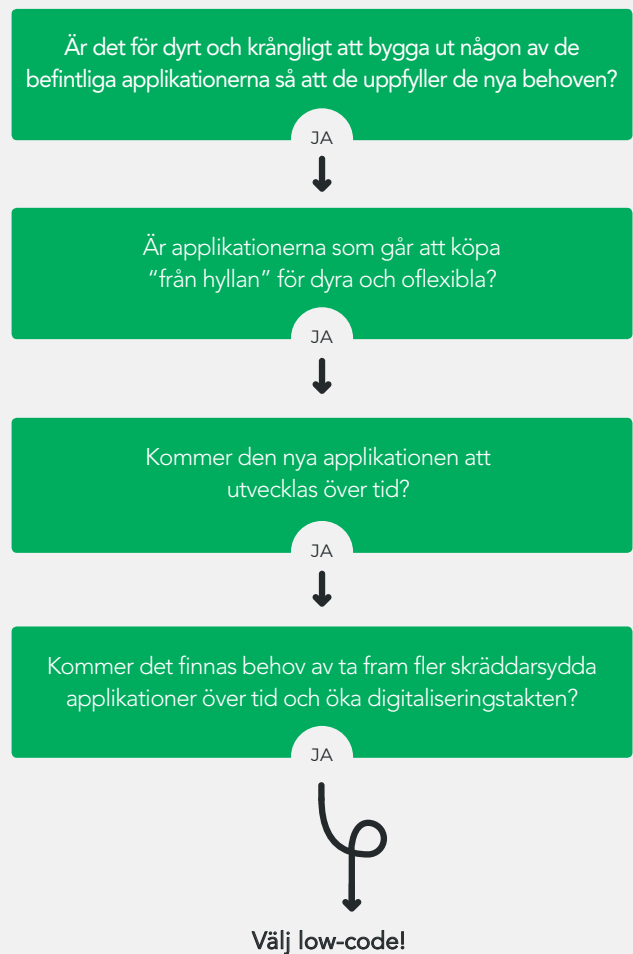 Är det för dyrt och krångligt att bygga ut någon av de
befintliga applikationerna så att de uppfyller de nya behoven?
JA
Är applikationerna som går att köpa
“från hyllan” för dyra och oflexibla?
JA
Kommer den nya applikationen att
utvecklas över tid?
JA
Kommer det finnas behov av ta fram fler skräddarsydda
applikationer över tid och öka digitaliseringstakten?
JA
Välj low-code!